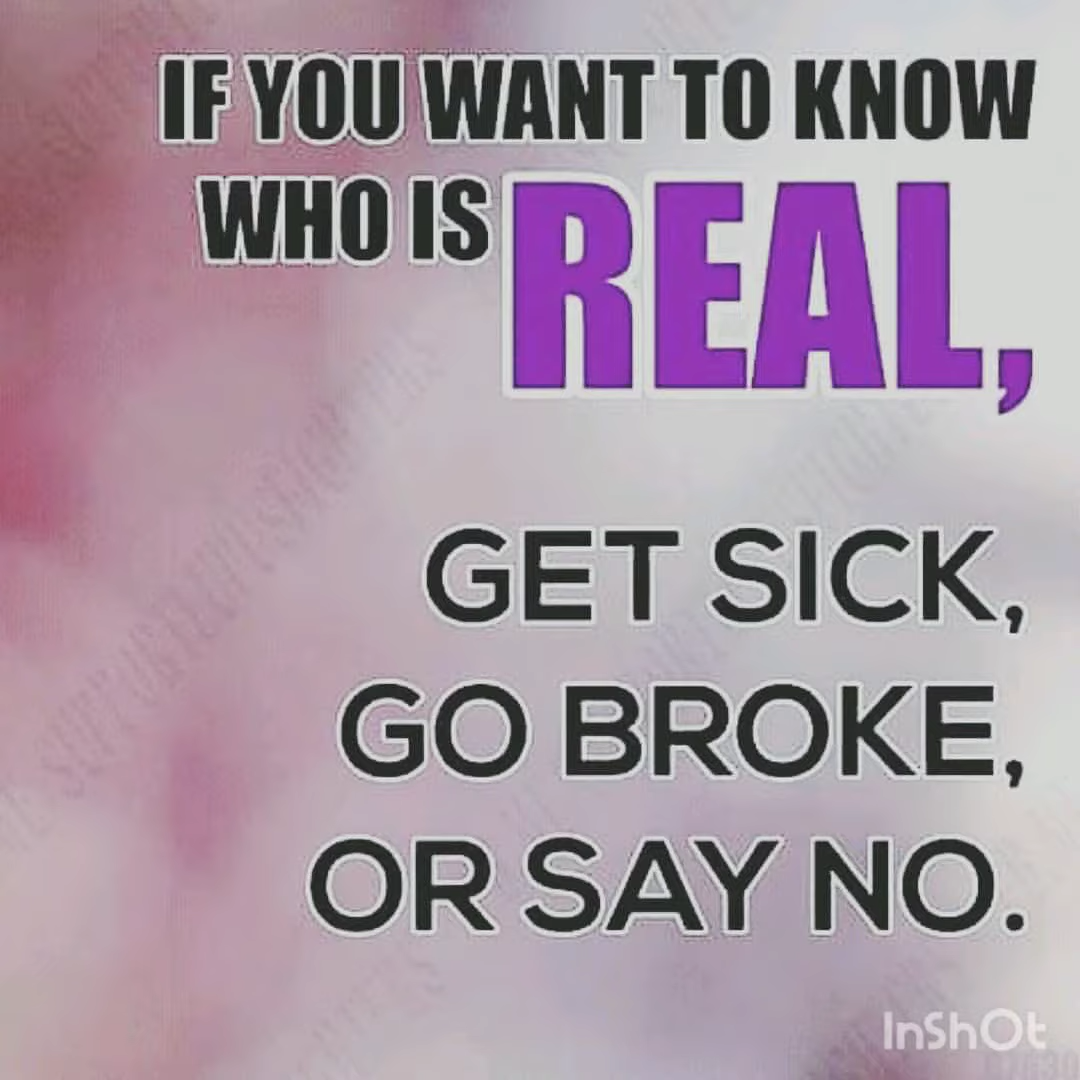 IF YOU WANT TO KNOW
WHO IS REAL,
GET SICK,
GO BROKE,
OR SAY NO.
InShOt